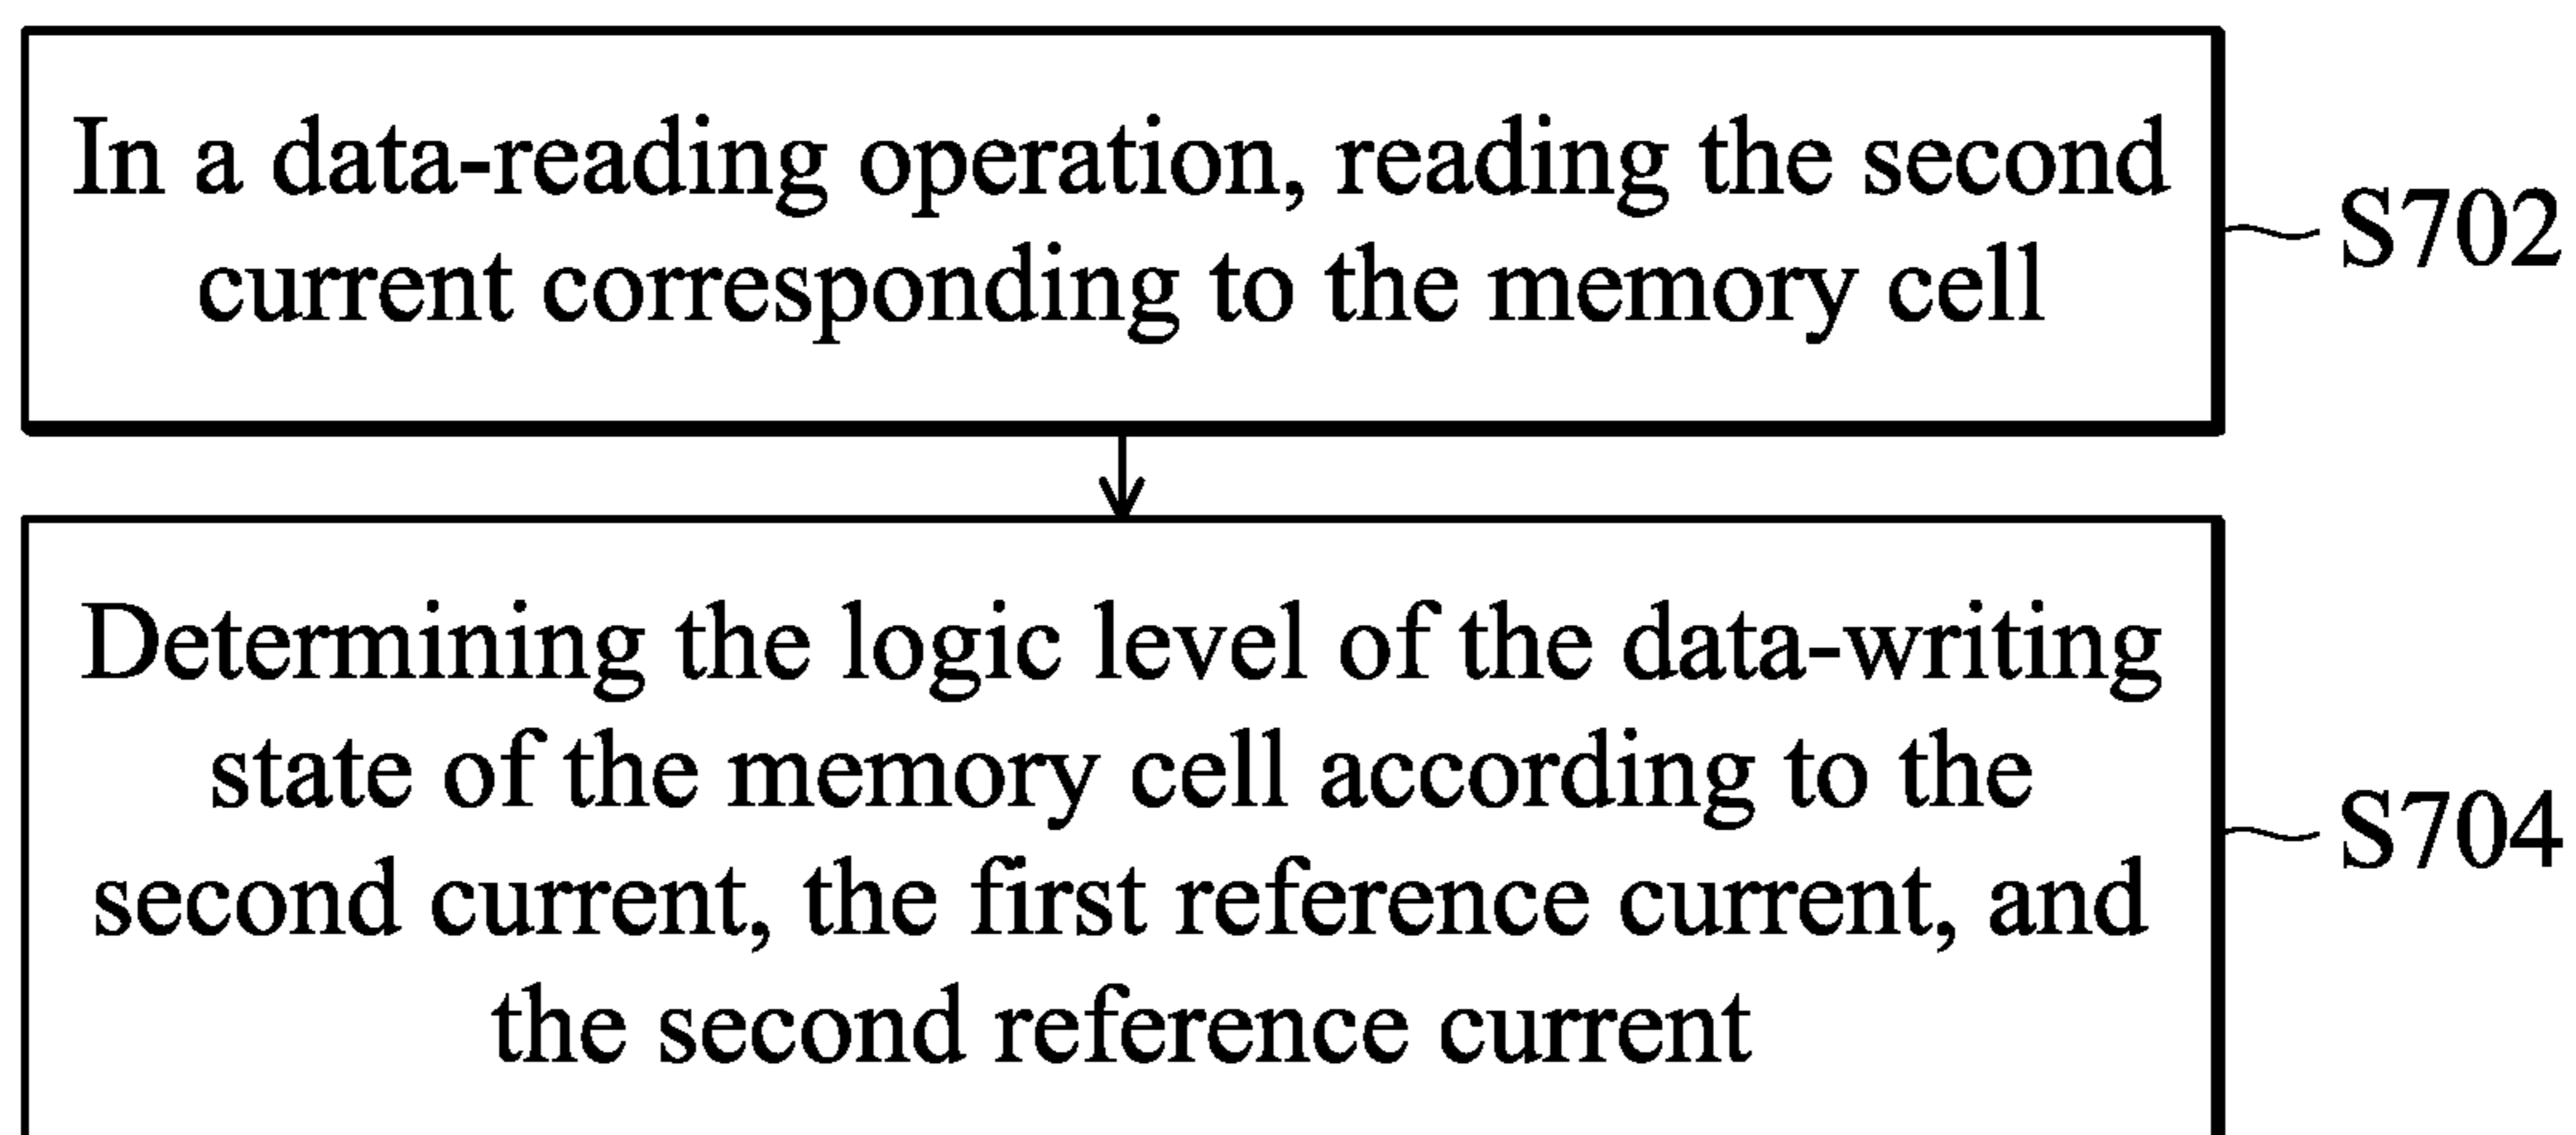 In a data-reading operation, reading the second
current corresponding to the memory cell
S702
Determining the logic level of the data-writing
state of the memory cell according to the
second current, the first reference current, and
the second reference current
S704